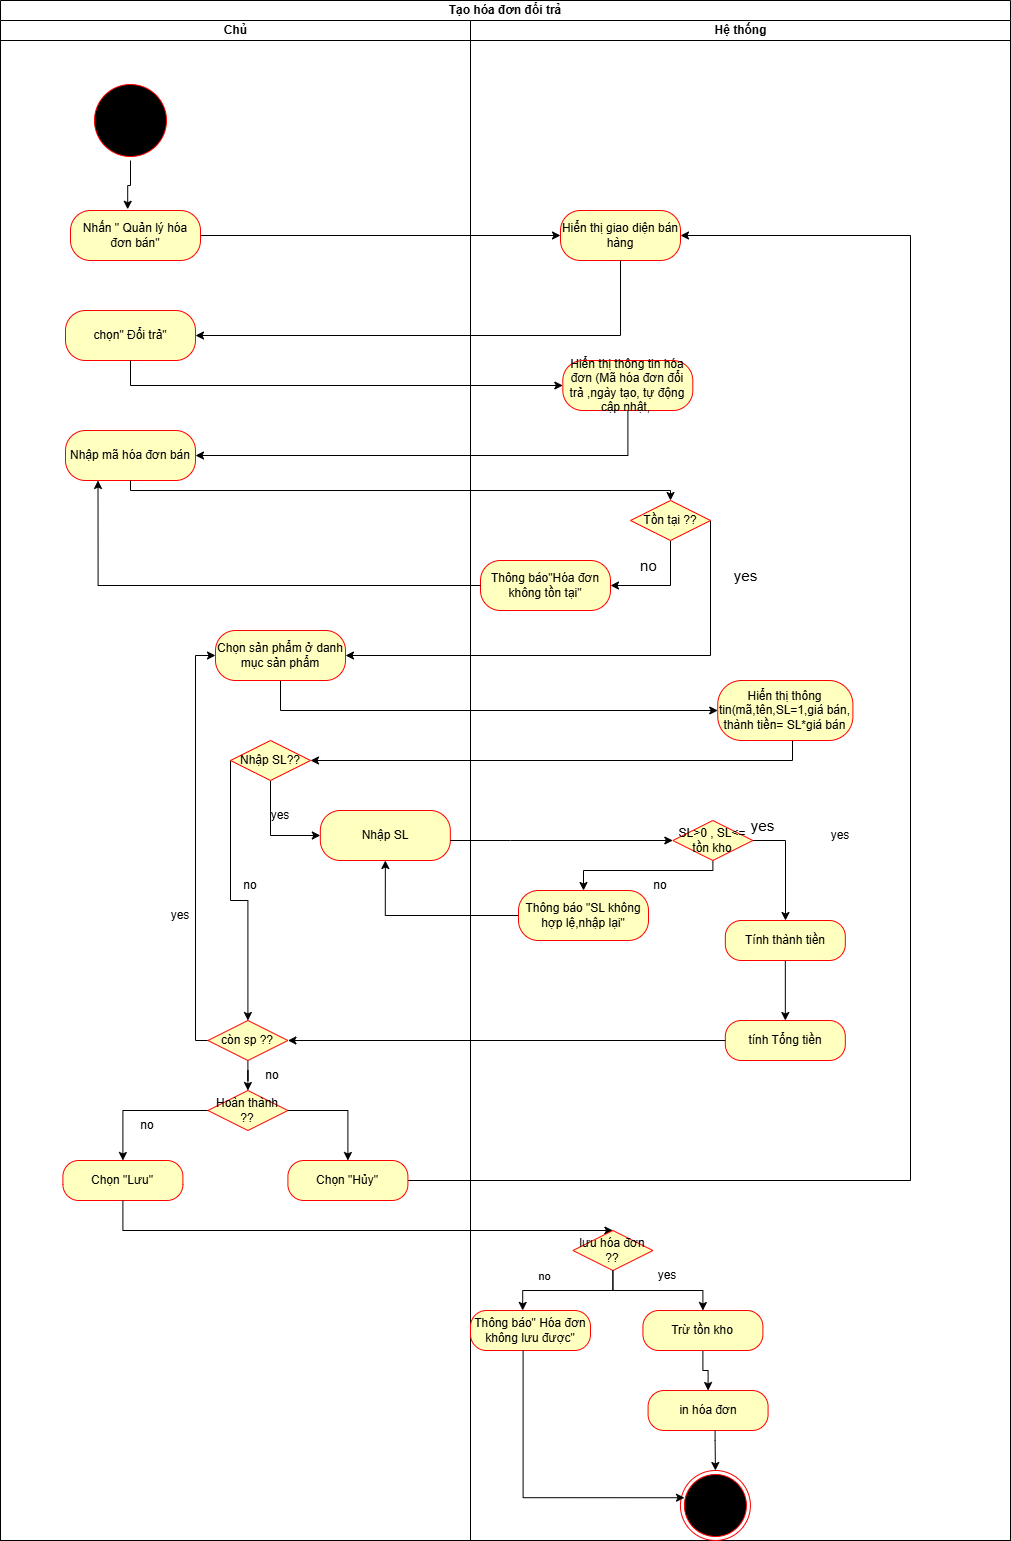 Tạo hóa đơn đổi trả
Chủ
Hệ thống
Nhấn " Quản lý hóa
đơn bán"
Hiển thị giao diện bán
hàng
chọn" Đổi trả"
Hiển thị thông tin hóa
đơn (Mã hóa đơn đổi
trả ,ngày tạo, tự động
cập nhật,
Nhập mã hóa đơn bán
Tồn tại ??
no
yes
Thông báo"Hóa đơn
không tồn tại"
Chọn sản phẩm ở danh
mục sản phẩm
Hiển thị thông
tin(mã,tên,SL=1,giá bán,
thành tiền= SL*giá bán
Nhập SL??
yes
Nhập SL
SL>0 , SL<=
tồn kho
yes
yes
no
no
Thông báo "SL không
hợp lệ,nhập lại"
yes
Tính thành tiền
còn sp ??
tính Tổng tiền
no
Hoàn thành
??
no
Chọn "Lưu"
Chọn "Hủy"
lưu hóa đơn
??
no
yes
Thông báo" Hóa đơn
không lưu được"
Trừ tồn kho
in hóa đơn